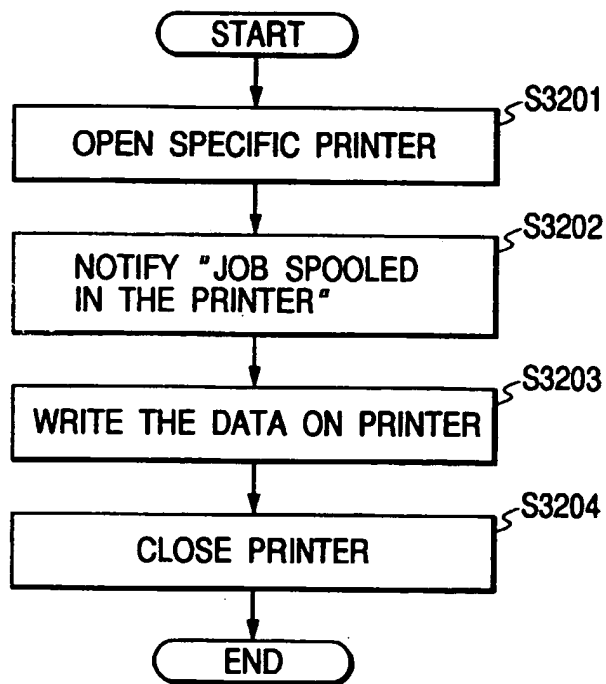 START
S3201
OPEN SPECIFIC PRINTER
S3202
NOTIFY "JOB SPOOLED
IN THE PRINTER"
S3203
WRITE THE DATA ON PRINTER
S3204
CLOSE PRINTER
END